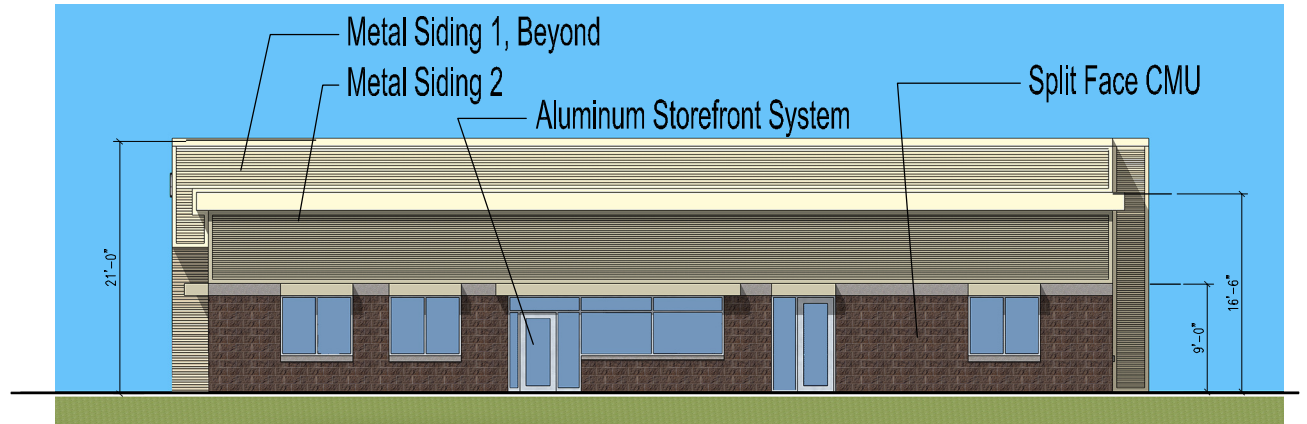 Metal Siding 1, Beyond
Metal Siding 2
Split Face CMU
Aluminum Storefront System
21'-0"
16'-6"
9'-0"